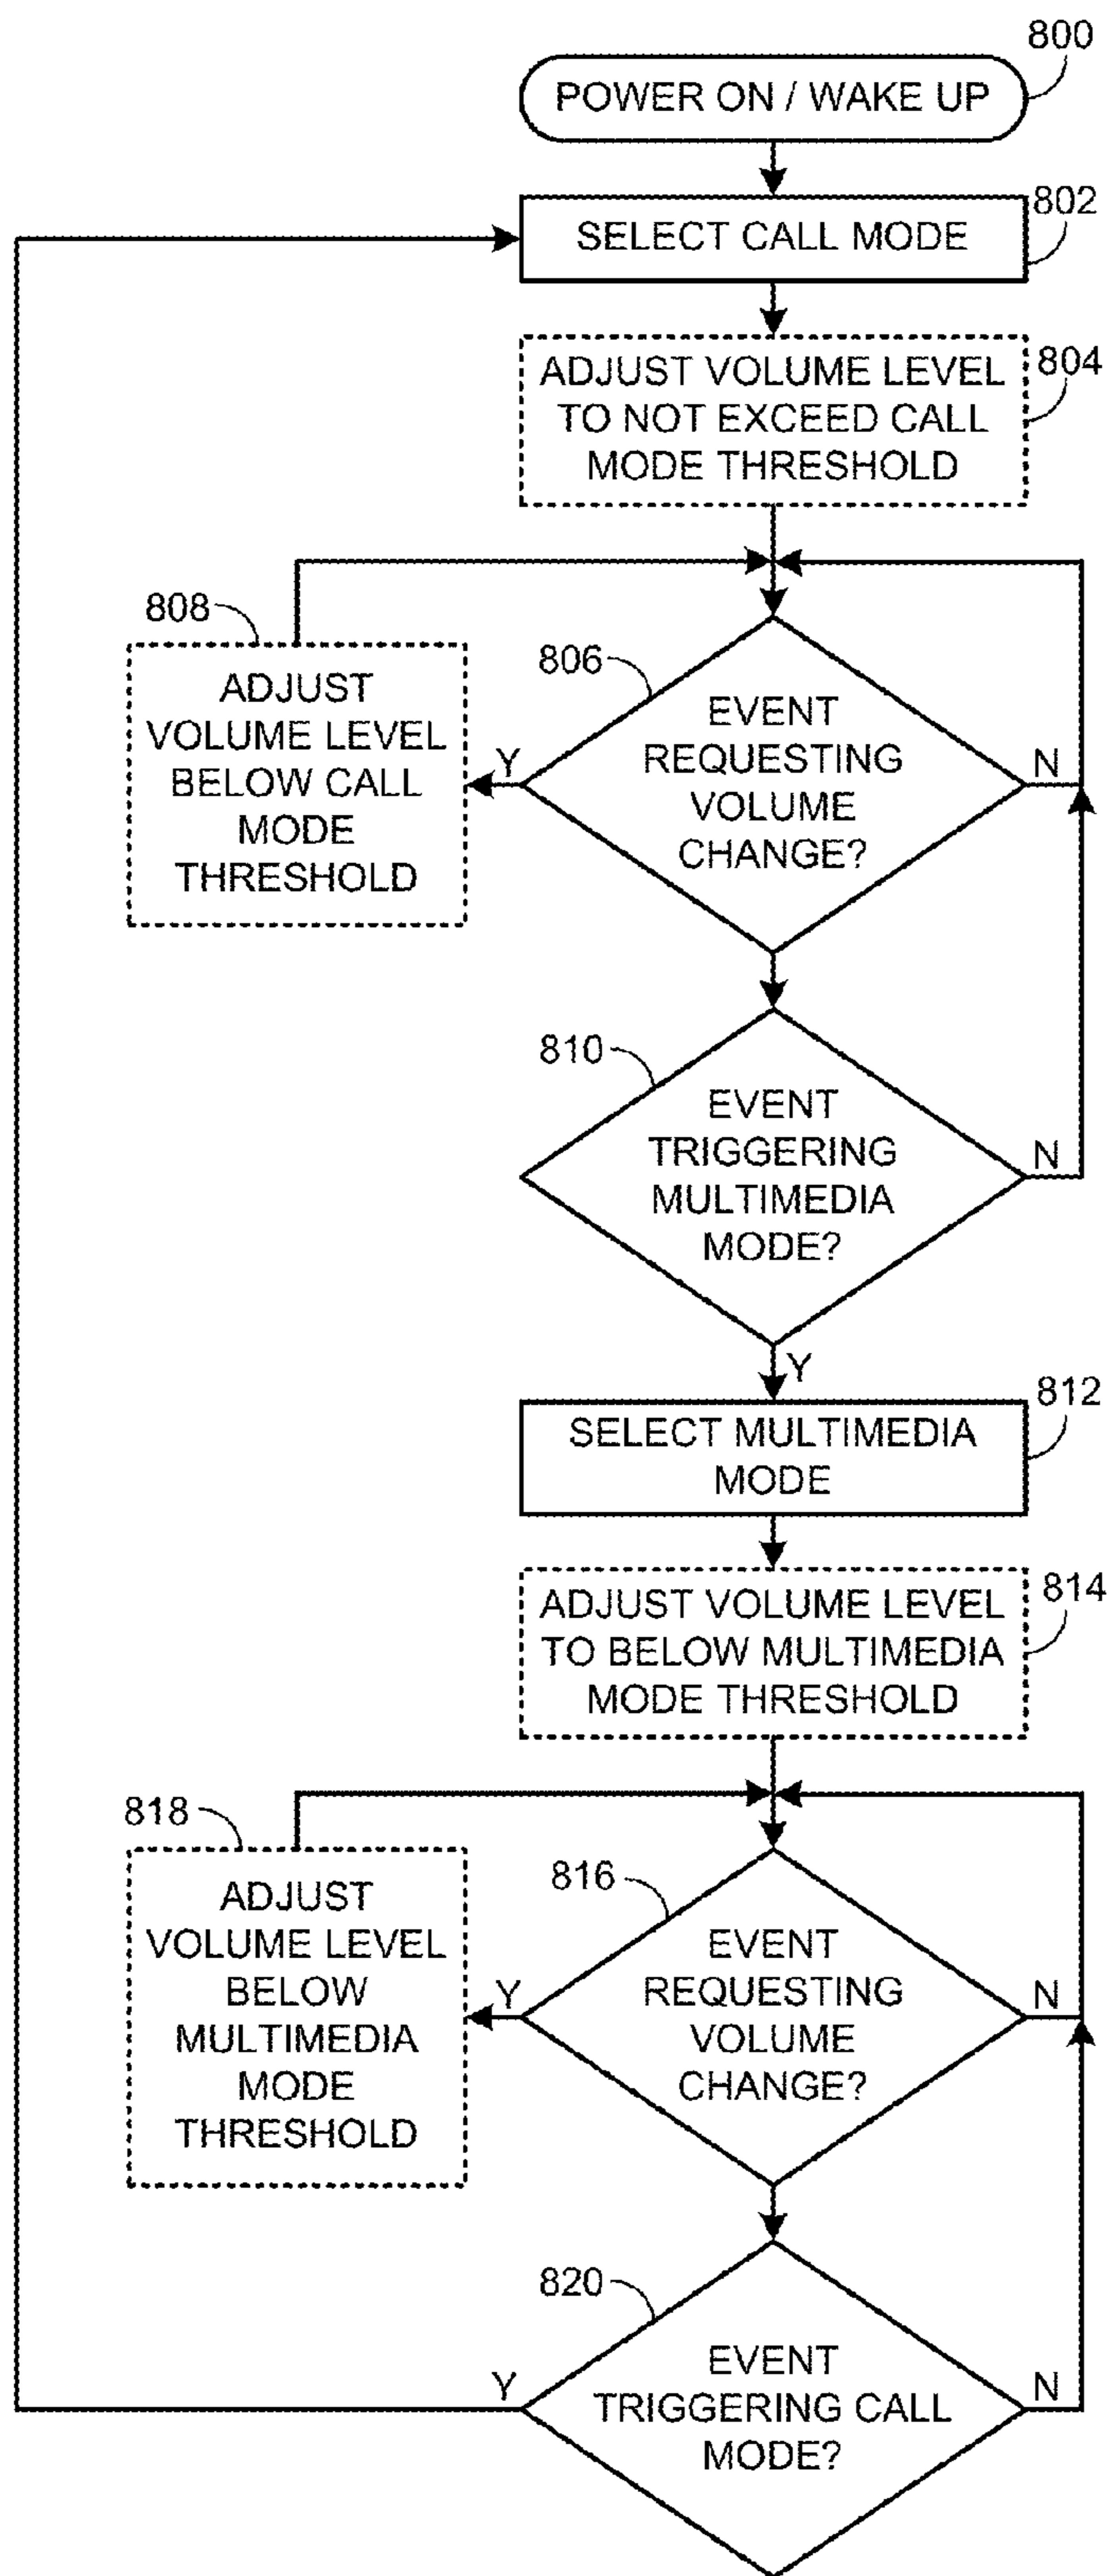 800
POWER ON / WAKE UP
802
SELECT CALL MODE
804
ADJUST VOLUME LEVEL
TO NOT EXCEED CALL
MODE THRESHOLD
808
ADJUST
VOLUME LEVEL
BELOW CALL
MODE
THRESHOLD
806
EVENT
REQUESTING
VOLUME
CHANGE?
Y
N
810
EVENT
TRIGGERING
MULTIMEDIA
MODE?
N
Y
812
SELECT MULTIMEDIA
MODE
814
ADJUST VOLUME LEVEL
TO BELOW MULTIMEDIA
MODE THRESHOLD
818
ADJUST
VOLUME LEVEL
BELOW
MULTIMEDIA
MODE
THRESHOLD
816
EVENT
REQUESTING
VOLUME
CHANGE?
Y
N
820
EVENT
TRIGGERING CALL
MODE?
Y
N